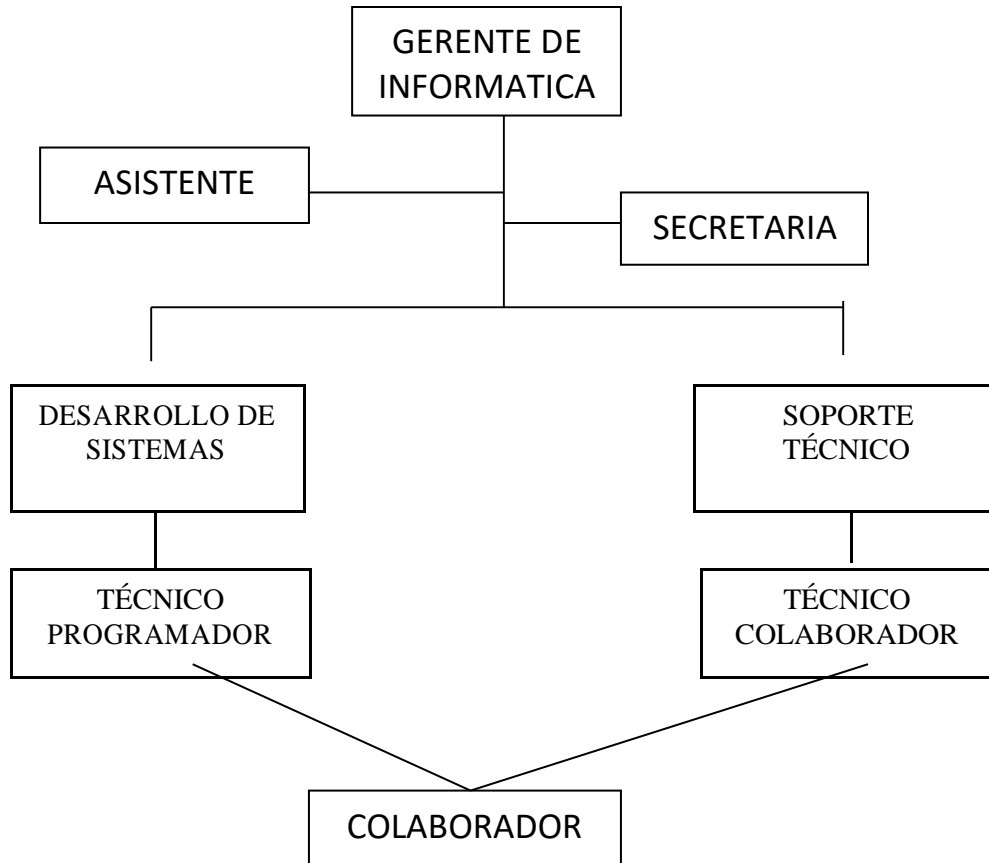 GERENTE DE
INFORMATICA
ASISTENTE
SECRETARIA
DESARROLLO DE
SISTEMAS
SOPORTE
TÉCNICO
TÉCNICO
PROGRAMADOR
TÉCNICO
COLABORADOR
COLABORADOR